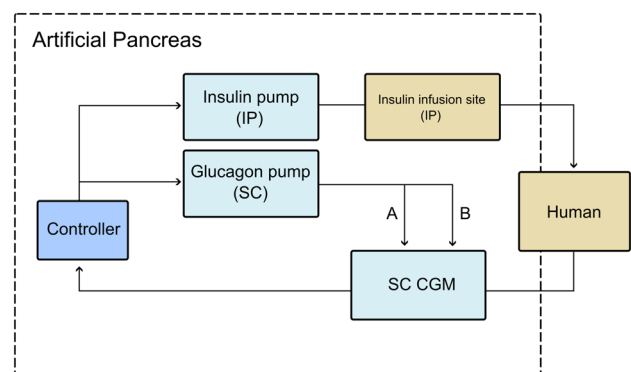 Artificial Pancreas
Insulin pump
(IP)
Insulin infusion site
(IP)
Glucagon pump
(SC)
A
B
Human
Controller
SC CGM